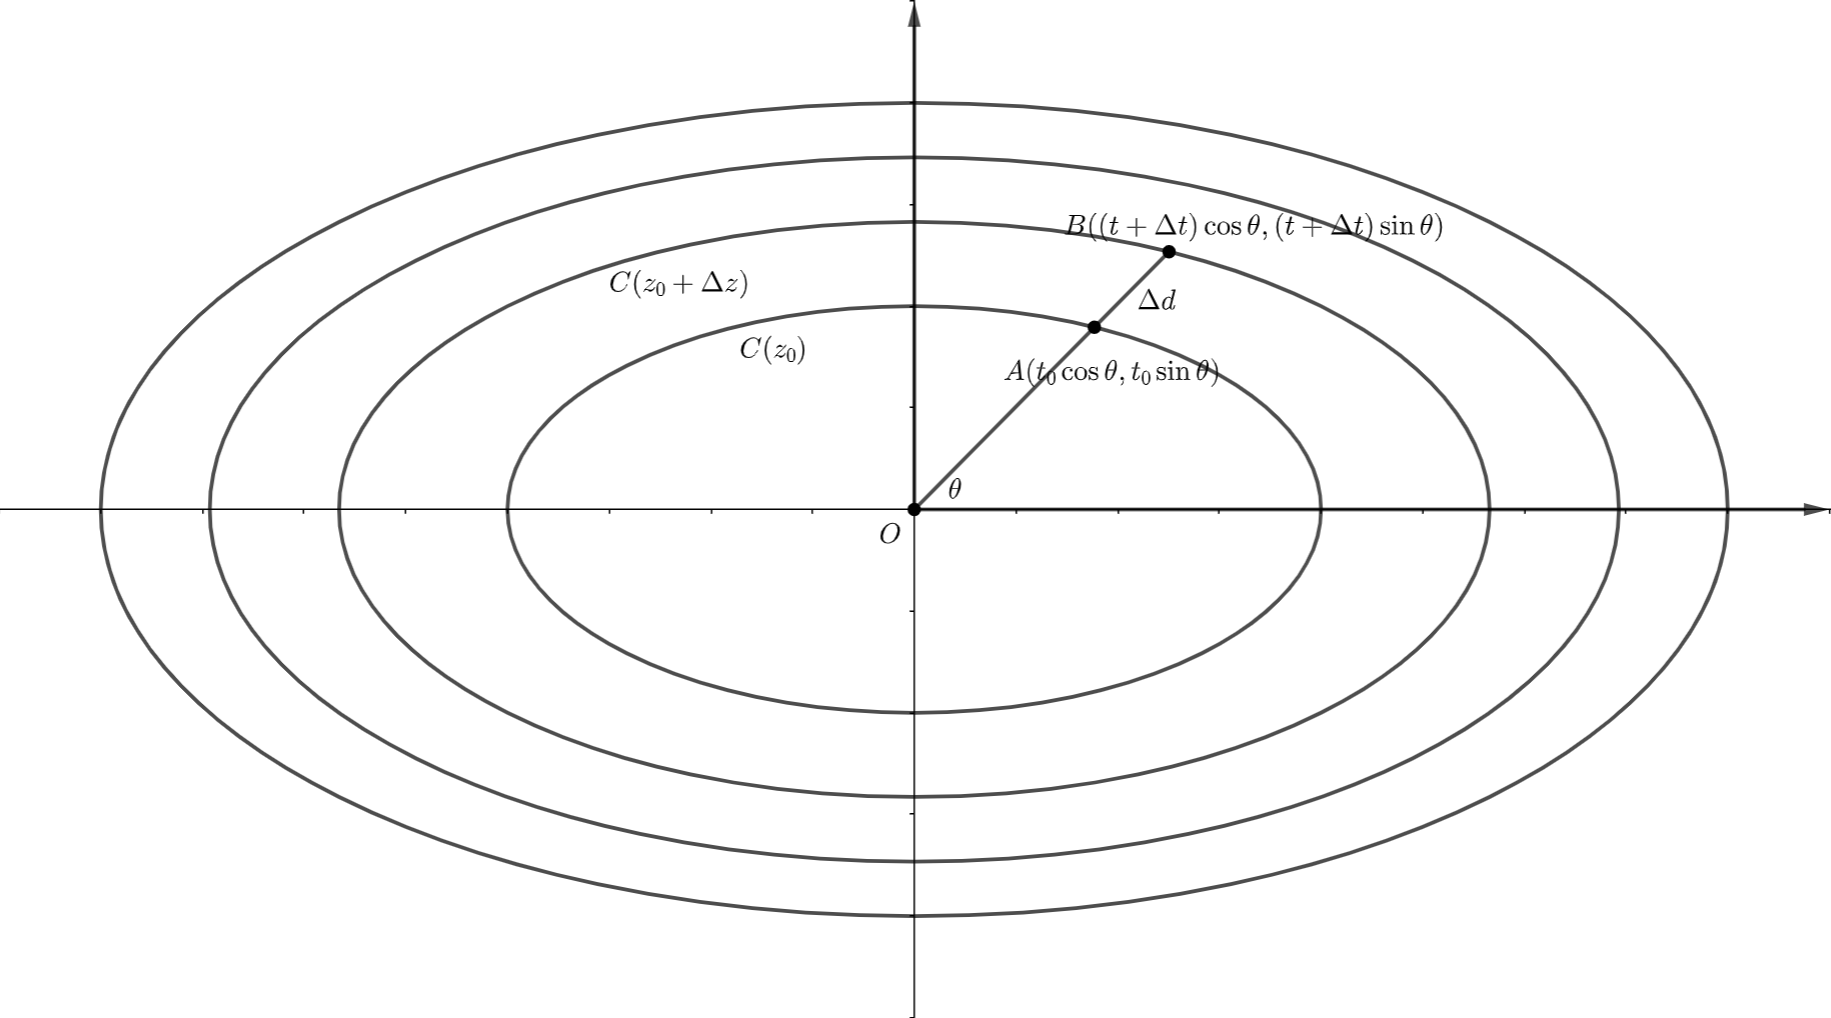 B((t + Δt) cos θ, (t + Δt) sin θ)
C(z₀ + Δz)
Δd
C(z₀)
A(t₀ cos θ, t₀ sin θ)
θ
O